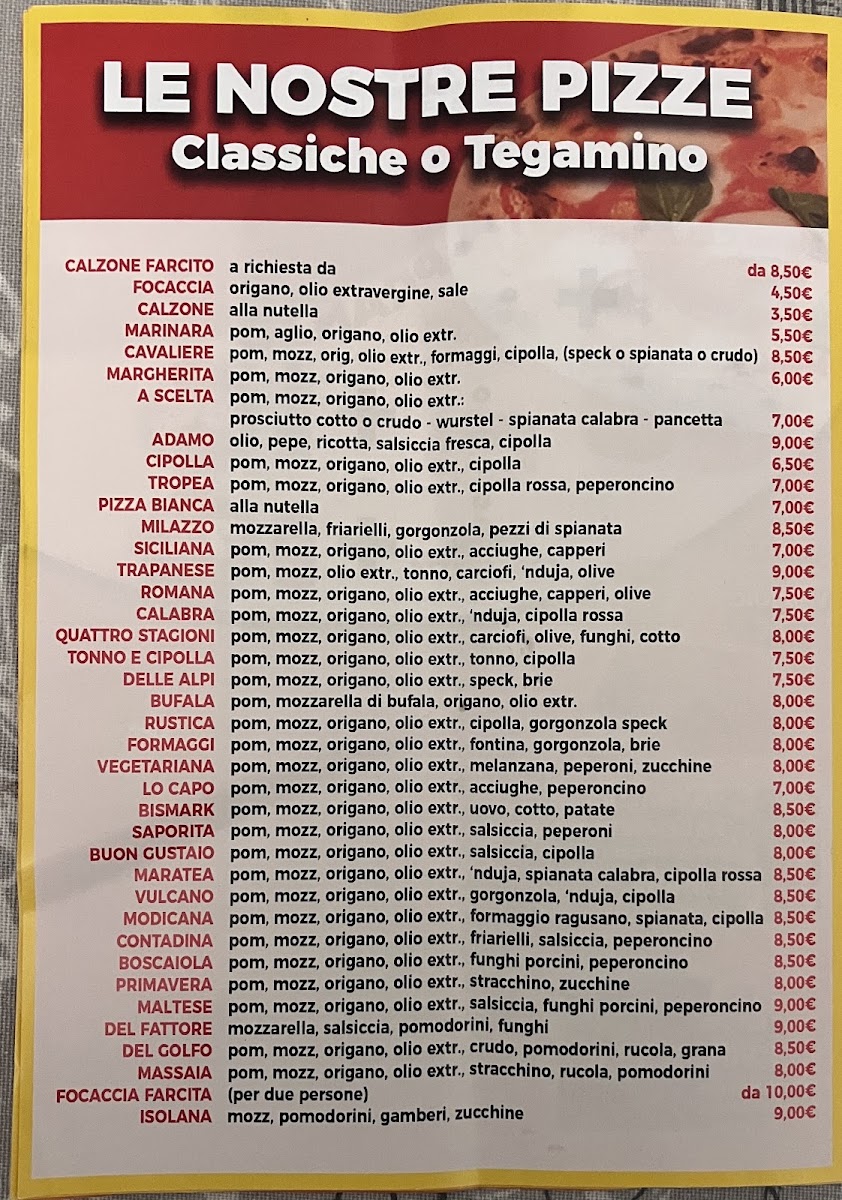 LE NOSTRE PIZZE
Classiche o Tegamino
CALZONE FARCITO a richiesta da da 8,50€
FOCACCIA origano, olio extravergine, sale 4,50€
CALZONE alla nutella 3,50€
MARINARA pom, aglio, origano, olio extr. 5,50€
CAVALIERE pom, mozz, orig, olio extr., formaggi, cipolla, (speck o spianata o crudo) 8,50€
MARGHERITA pom, mozz, origano, olio extr. 6,00€
A SCELTA pom, mozz, origano, olio extr.:
prosciutto cotto o crudo - wurstel - spianata calabra - pancetta 7,00€
ADAMO olio, pepe, ricotta, salsiccia fresca, cipolla 9,00€
CIPOLLA pom, mozz, origano, olio extr., cipolla 6,50€
TROPEA pom, mozz, origano, olio extr., cipolla rossa, peperoncino 7,00€
PIZZA BIANCA alla nutella 7,00€
MILAZZO mozzarella, friarielli, gorgonzola, pezzi di spianata 8,50€
SICILIANA pom, mozz, origano, olio extr., acciughe, capperi 7,00€
TRAPANESE pom, mozz, olio extr., tonno, carciofi, ‘nduja, olive 9,00€
ROMANA pom, mozz, origano, olio extr., acciughe, capperi, olive 7,50€
CALABRA pom, mozz, origano, olio extr., ‘nduja, cipolla rossa 7,50€
QUATTRO STAGIONI pom, mozz, origano, olio extr., carciofi, olive, funghi, cotto 8,00€
TONNO E CIPOLLA pom, mozz, origano, olio extr., tonno, cipolla 7,50€
DELLE ALPI pom, mozz, origano, olio extr., speck, brie 7,50€
BUFALA pom, mozzarella di bufala, origano, olio extr. 8,00€
RUSTICA pom, mozz, origano, olio extr., cipolla, gorgonzola speck 8,00€
FORMAGGI pom, mozz, origano, olio extr., fontina, gorgonzola, brie 8,00€
VEGETARIANA pom, mozz, origano, olio extr., melanzana, peperoni, zucchine 8,00€
LO CAPO pom, mozz, origano, olio extr., acciughe, peperoncino 7,00€
BISMARK pom, mozz, origano, olio extr., uovo, cotto, patate 8,50€
SAPORITA pom, mozz, origano, olio extr., salsiccia, peperoni 8,00€
BUON GUSTAIO pom, mozz, origano, olio extr., salsiccia, cipolla 8,00€
MARATEA pom, mozz, origano, olio extr., ‘nduja, spianata calabra, cipolla rossa 8,50€
VULCANO pom, mozz, origano, olio extr., gorgonzola, ‘nduja, cipolla 8,50€
MODICANA pom, mozz, origano, olio extr., formaggio ragusano, spianata, cipolla 8,50€
CONTADINA pom, mozz, origano, olio extr., friarielli, salsiccia, peperoncino 8,50€
BOSCAIOLA pom, mozz, origano, olio extr., funghi porcini, peperoncino 8,50€
PRIMAVERA pom, mozz, origano, olio extr., stracchino, zucchine 8,00€
MALTESE pom, mozz, origano, olio extr., salsiccia, funghi porcini, peperoncino 9,00€
DEL FATTORE mozzarella, salsiccia, pomodorini, funghi 9,00€
DEL GOLFO pom, mozz, origano, olio extr., crudo, pomodorini, rucola, grana 8,50€
MASSAIA pom, mozz, origano, olio extr., stracchino, rucola, pomodorini 8,00€
FOCACCIA FARCITA (per due persone) da 10,00€
ISOLANA mozz, pomodorini, gamberi, zucchine 9,00€